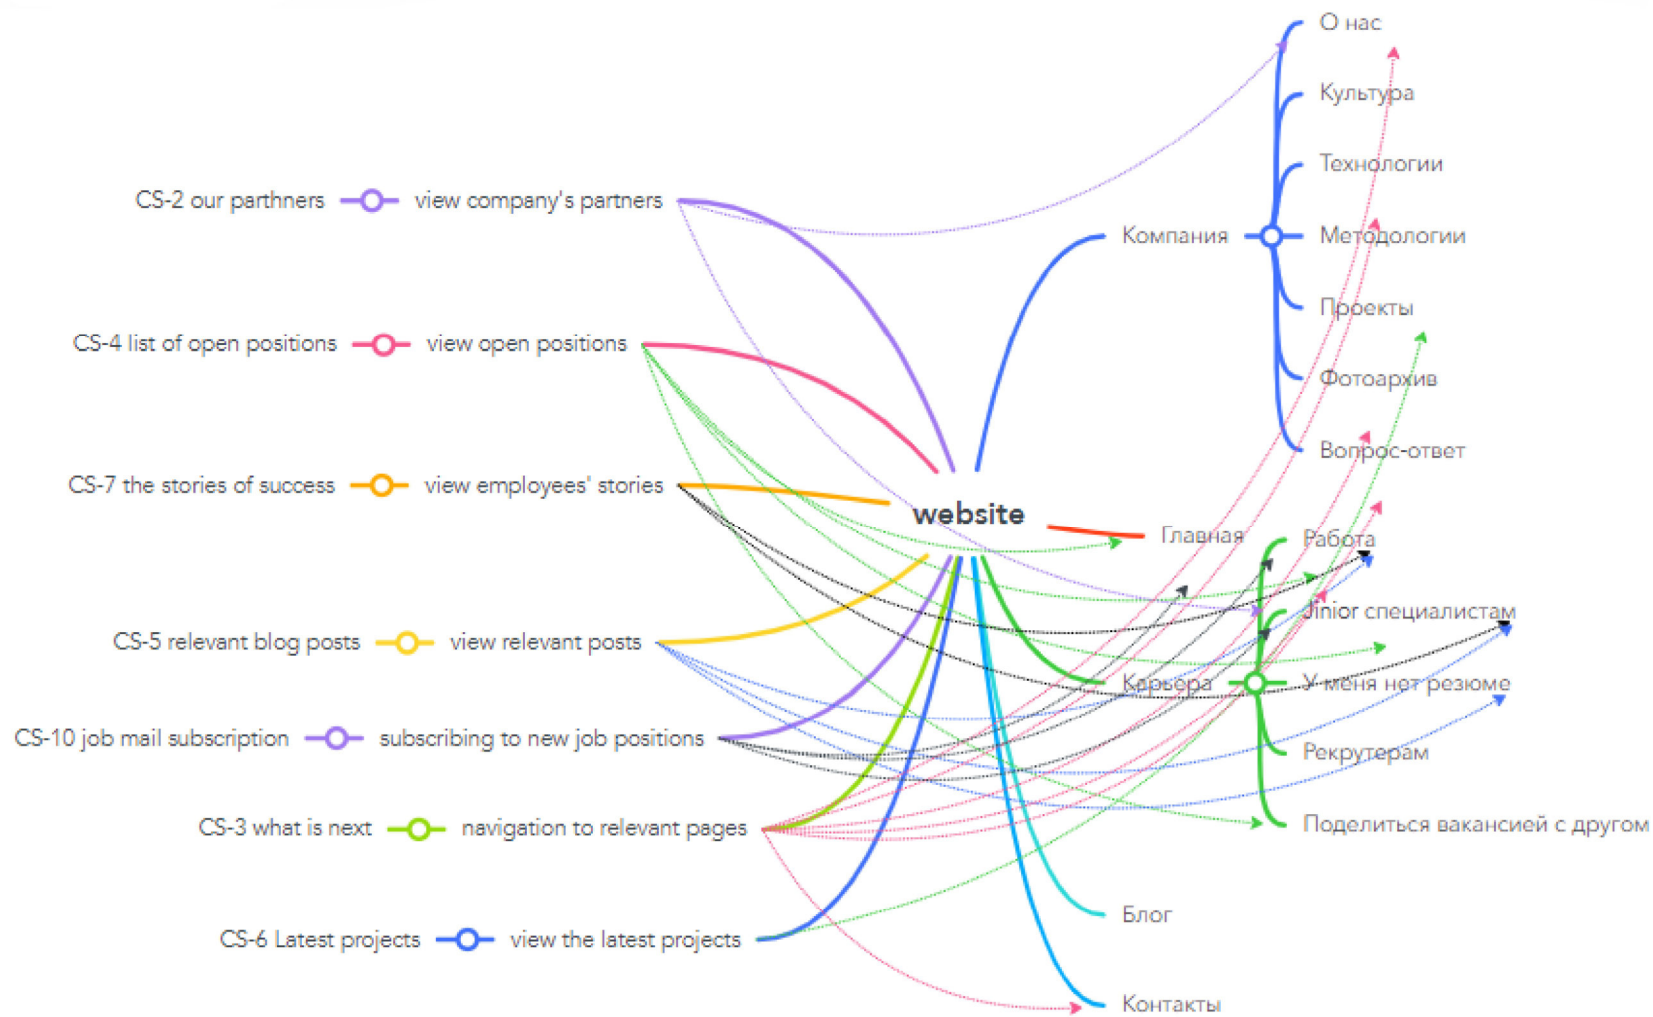 CS-2 our parthners
view company's partners
CS-4 list of open positions
view open positions
CS-7 the stories of success
view employees' stories
CS-5 relevant blog posts
view relevant posts
CS-10 job mail subscription
subscribing to new job positions
CS-3 what is next
navigation to relevant pages
CS-6 Latest projects
view the latest projects
website
Компания
О нас
Культура
Технологии
Методологии
Проекты
Фотоархив
Вопрос-ответ
Главная
Карьера
Работа
Jinior специалистам
У меня нет резюме
Рекрутерам
Поделиться вакансией с другом
Блог
Контакты